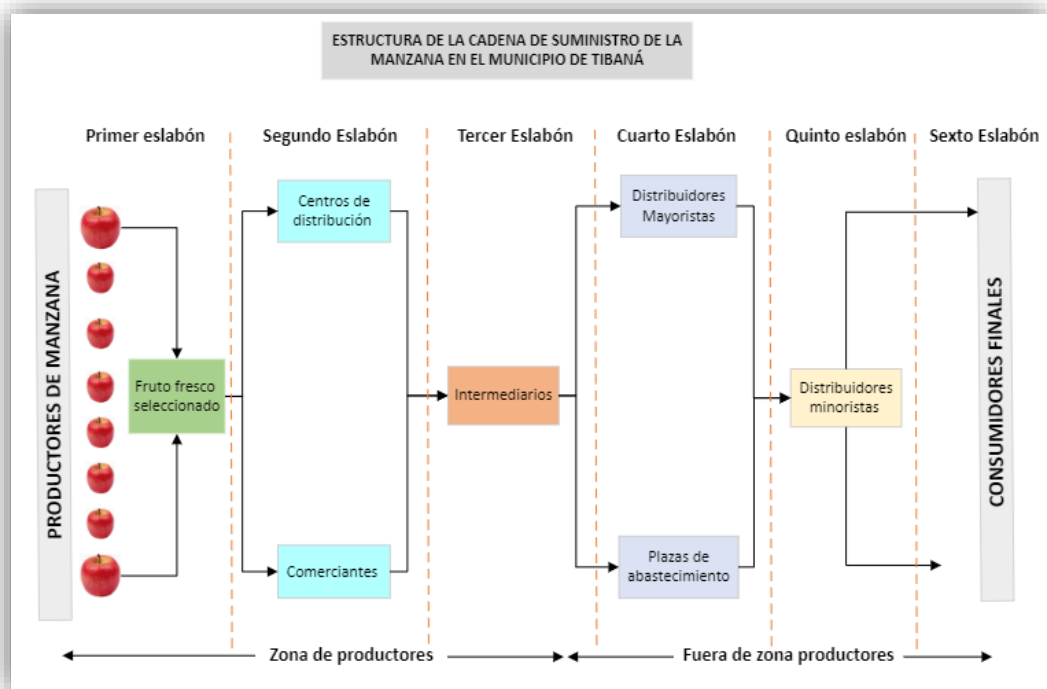 ESTRUCTURA DE LA CADENA DE SUMINISTRO DE LA
MANZANA EN EL MUNICIPIO DE TIBANÁ
Primer eslabón
Segundo Eslabón
Tercer Eslabón
Cuarto Eslabón
Quinto eslabón
Sexto Eslabón
PRODUCTORES DE MANZANA
Fruto fresco
seleccionado
Centros de
distribución
Comerciantes
Intermediarios
Distribuidores
Mayoristas
Plazas de
abastecimiento
Distribuidores
minoristas
CONSUMIDORES FINALES
Zona de productores
Fuera de zona productores